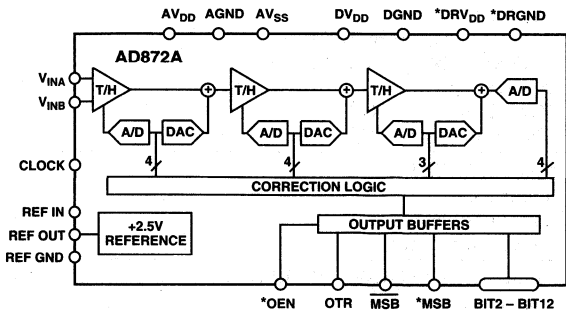 AVDD AGND AVSS DVDD DGND *DRVDD *DRGND
AD872A
VINA
VINB
T/H + T/H + T/H + A/D
A/D DAC A/D DAC A/D DAC
4 4 3 4
CLOCK
CORRECTION LOGIC
REF IN
REF OUT
REF GND
+2.5V
REFERENCE
OUTPUT BUFFERS
*OEN OTR M̅S̅B̅ *MSB BIT2 – BIT12